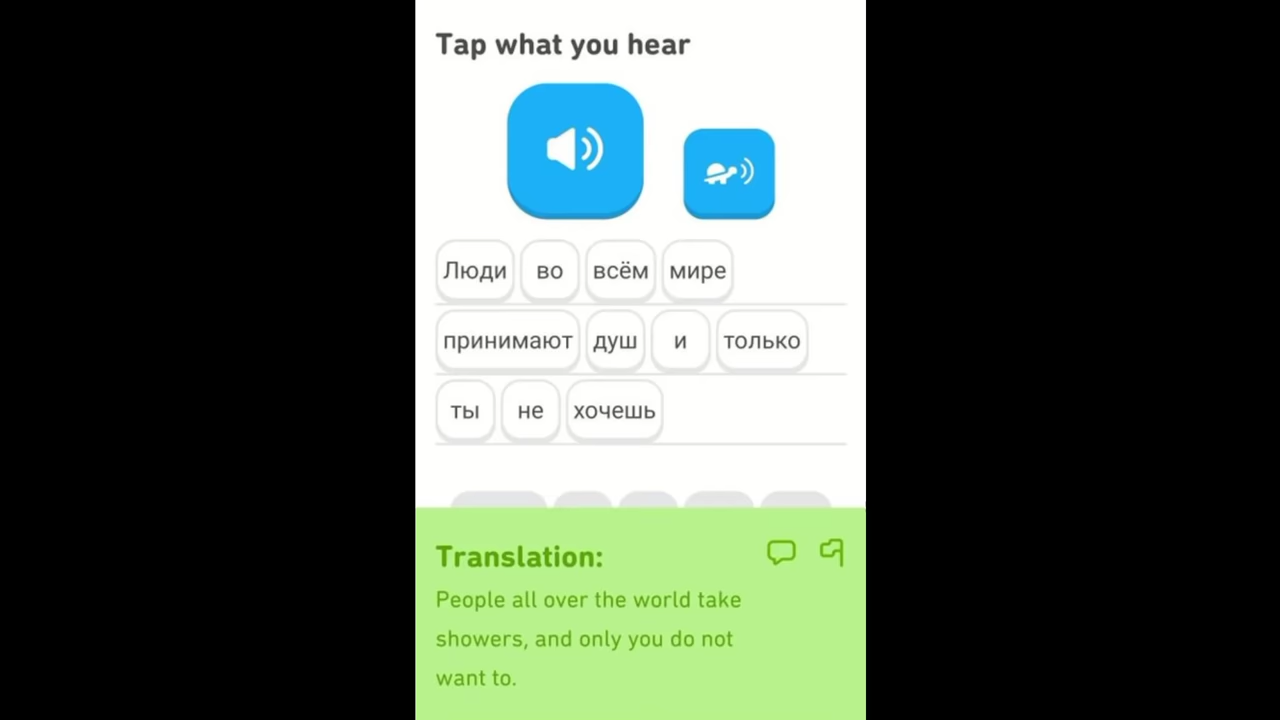 Tap what you hear
Люди во всём мире
принимают душ и только
ты не хочешь
Translation:
People all over the world take
showers, and only you do not
want to.